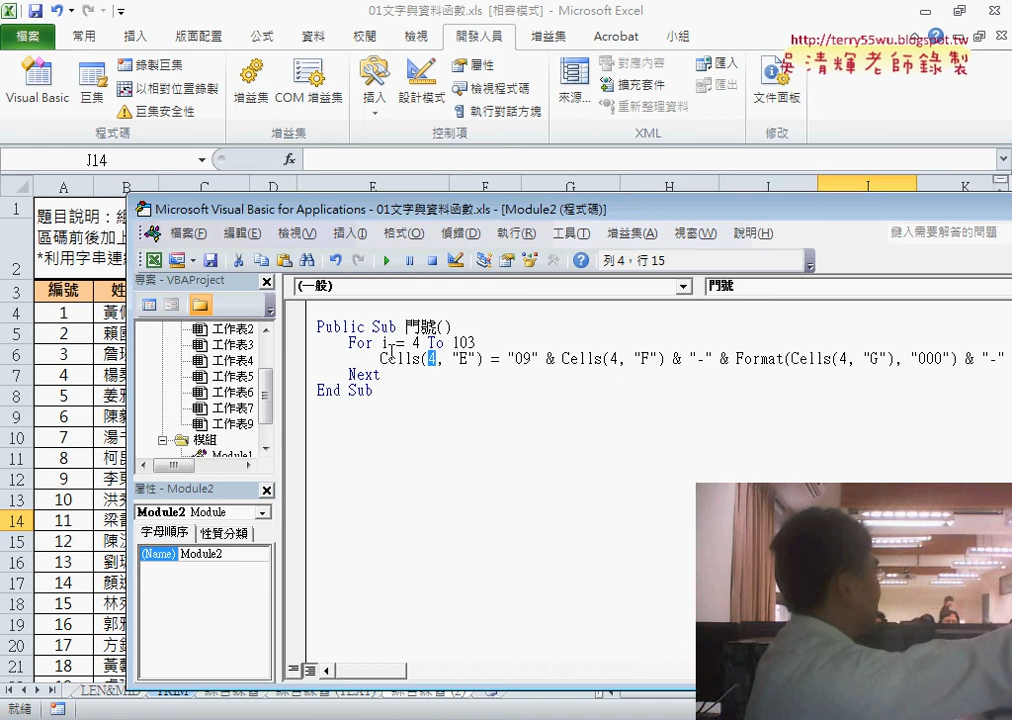 01文字與資料函數.xls [相容模式] - Microsoft Excel
檔案 常用 插入 版面配置 公式 資料 校閱 檢視 開發人員 增益集 Acrobat 小組
http://terry55wu.blogspot.tw
吳清輝老師錄製
Visual Basic 巨集 錄製巨集 以相對位置錄製 巨集安全性 程式碼
增益集 COM 增益集 增益集
插入 設計模式 屬性 檢視程式碼 執行對話方塊 控制項
來源... 對應內容 擴充套件 重新整理資料 匯入 匯出 XML
文件面板 修改
J14 fx
A B C D E F G H I J K
1 題目說明：
2 區碼前後加上
*利用字串連
3 編號 姓
4 1
5 2
6 3
7 4
8 5
9 6
10 7
11 8
12 9
13 10
14 11
15 12
16 13
17 14
18 15
19 16
20 17
21 18
Microsoft Visual Basic for Applications - 01文字與資料函數.xls - [Module2 (程式碼)]
檔案(F) 編輯(E) 檢視(V) 插入(I) 格式(O) 偵錯(D) 執行(R) 工具(T) 增益集(A) 視窗(W) 說明(H) 鍵入需要解答的問題
列 4，行 15
專案 - VBAProject
工作表2
工作表3
工作表4
工作表5
工作表6
工作表7
工作表9
模組
Module1
屬性 - Module2
Module2 Module
字母順序 性質分類
(Name) Module2
(一般) 門號
Public Sub 門號()
For i = 4 To 103
Cells(4, "E") = "09" & Cells(4, "F") & "-" & Format(Cells(4, "G"), "000") & "-"
Next
End Sub
LEN&MID TRIM
就緒